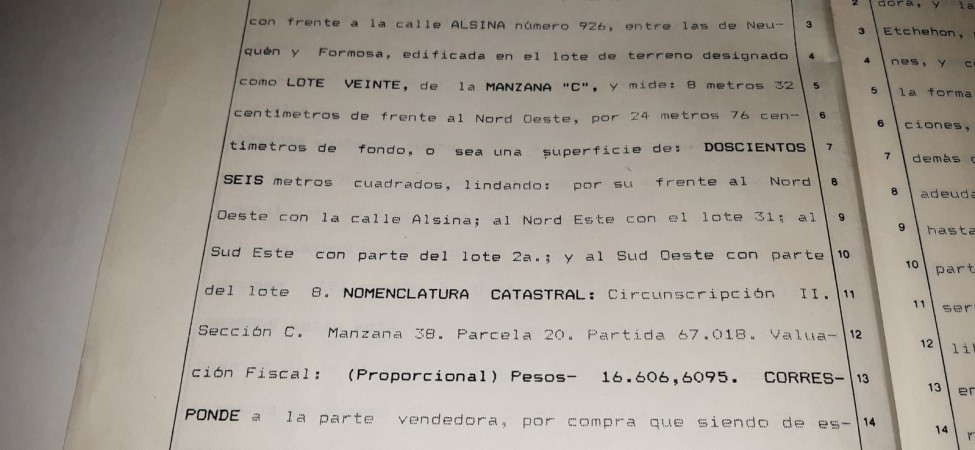 con frente a la calle ALSINA número 926, entre las de Neu- 3
quén y Formosa, edificada en el lote de terreno designado 4
como LOTE VEINTE, de la MANZANA "C", y mide: 8 metros 32 5
centímetros de frente al Nord Oeste, por 24 metros 76 cen- 6
tímetros de fondo, o sea una superficie de: DOSCIENTOS 7
SEIS metros cuadrados, lindando: por su frente al Nord 8
Oeste con la calle Alsina; al Nord Este con el lote 31; al 9
Sud Este con parte del lote 2a.; y al Sud Oeste con parte 10
del lote 8. NOMENCLATURA CATASTRAL: Circunscripción II. 11
Sección C. Manzana 38. Parcela 20. Partida 67.018. Valua- 12
ción Fiscal: (Proporcional) Pesos- 16.606,6095. CORRES- 13
PONDE a la parte vendedora, por compra que siendo de es- 14
2 dora, y la
3 Etchehon,
4 nes, y
5 la forma
6 ciones,
7 demàs
8
9 hasta
10
11
12
13
14